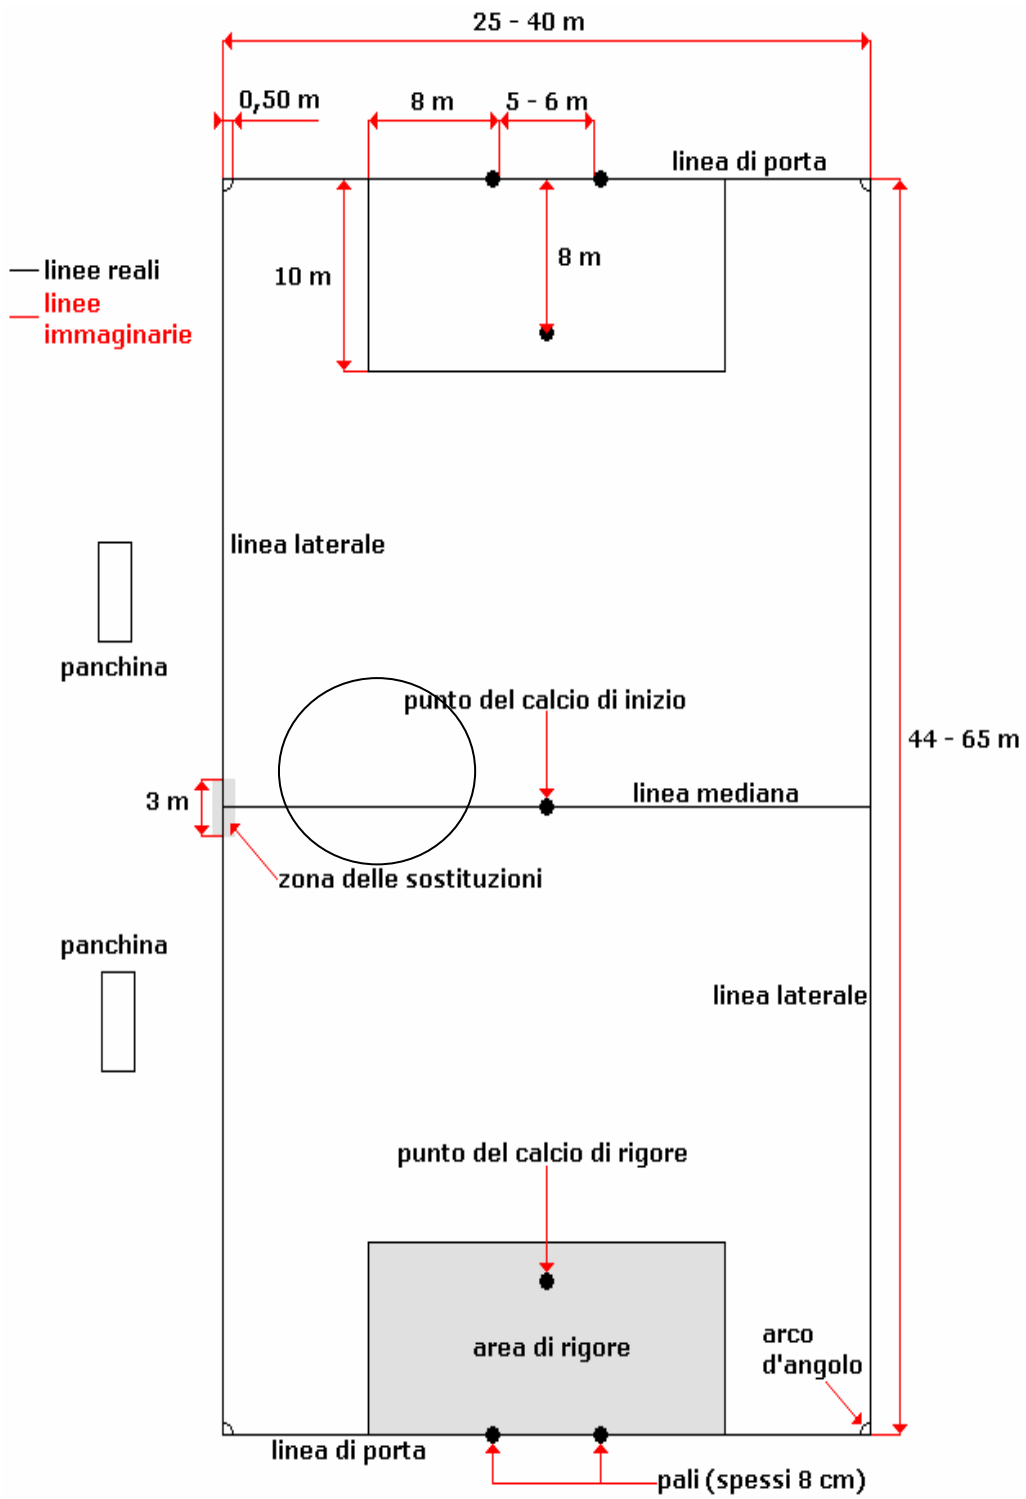 25 - 40 m
0,50 m
8 m
5 - 6 m
linea di porta
10 m
8 m
linee reali
linee
immaginarie
linea laterale
panchina
punto del calcio di inizio
44 - 65 m
3 m
linea mediana
zona delle sostituzioni
panchina
linea laterale
punto del calcio di rigore
area di rigore
arco
d'angolo
linea di porta
pali (spessi 8 cm)